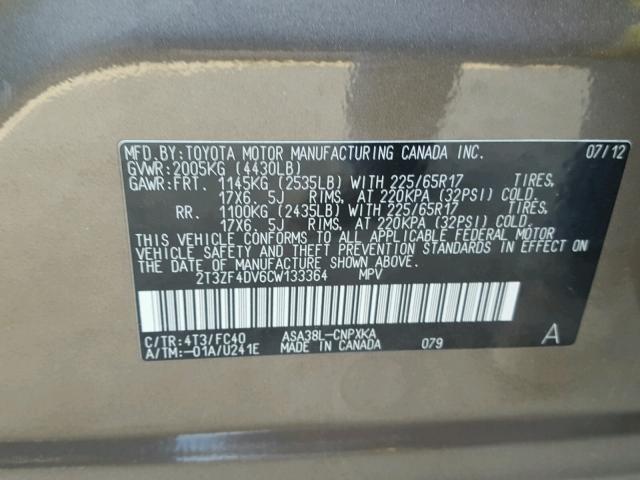 MFD.BY:TOYOTA MOTOR MANUFACTURING CANADA INC. 07/12
GVWR:2005KG (4430LB)
GAWR:FRT. 1145KG (2535LB) WITH 225/65R17 TIRES,
17X6.5J RIMS, AT 220KPA (32PSI) COLD.
RR. 1100KG (2435LB) WITH 225/65R17 TIRES,
17X6.5J RIMS, AT 220KPA (32PSI) COLD.
THIS VEHICLE CONFORMS TO ALL APPLICABLE FEDERAL MOTOR
VEHICLE SAFETY AND THEFT PREVENTION STANDARDS IN EFFECT ON
THE DATE OF MANUFACTURE SHOWN ABOVE.
2T3ZF4DV6CW133364 MPV
C/TR:4T3/FC40 ASA38L-CNPXKA A
A/TM:-01A/U241E MADE IN CANADA 079